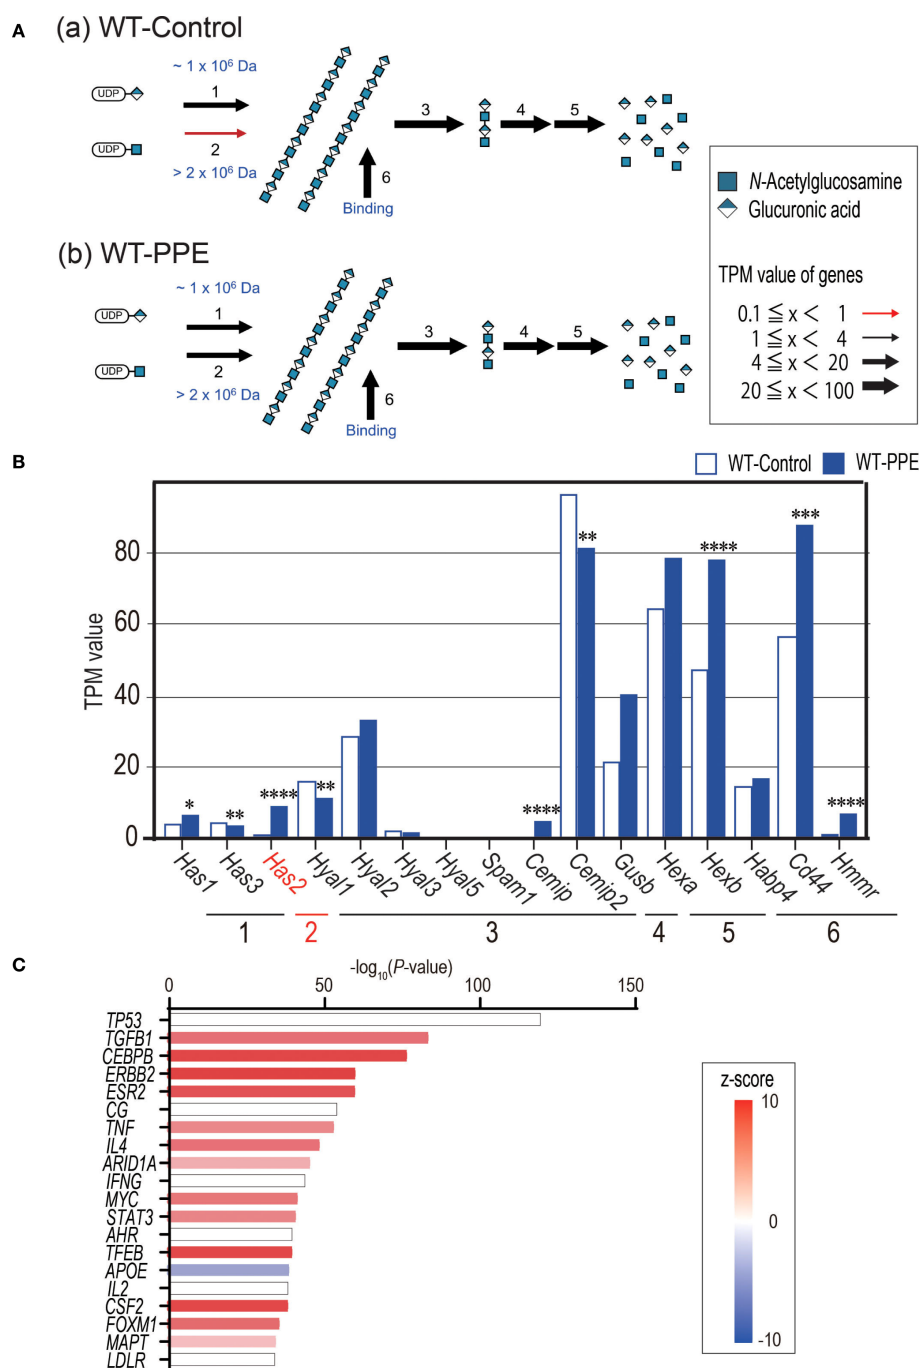 A
(a) WT-Control
~ 1 x 10⁶ Da
UDP
1
UDP
2
> 2 x 10⁶ Da
3
4
5
6
Binding
(b) WT-PPE
~ 1 x 10⁶ Da
UDP
1
UDP
2
> 2 x 10⁶ Da
3
4
5
6
Binding
N-Acetylglucosamine
Glucuronic acid
TPM value of genes
0.1 ≦ x < 1
1 ≦ x < 4
4 ≦ x < 20
20 ≦ x < 100
B
WT-Control WT-PPE
TPM value
80
60
40
20
0
* ** **** ** **** ** **** *** ****
Has1 Has3 Has2 Hyal1 Hyal2 Hyal3 Hyal5 Spam1 Cemip Cemip2 Gusb Hexa Hexb Habp4 Cd44 Hmmr
1 2 3 4 5 6
C
-log₁₀(P-value)
0 50 100 150
TP53
TGFB1
CEBPB
ERBB2
ESR2
CG
TNF
IL4
ARID1A
IFNG
MYC
STAT3
AHR
TFEB
APOE
IL2
CSF2
FOXM1
MAPT
LDLR
z-score
10
0
-10